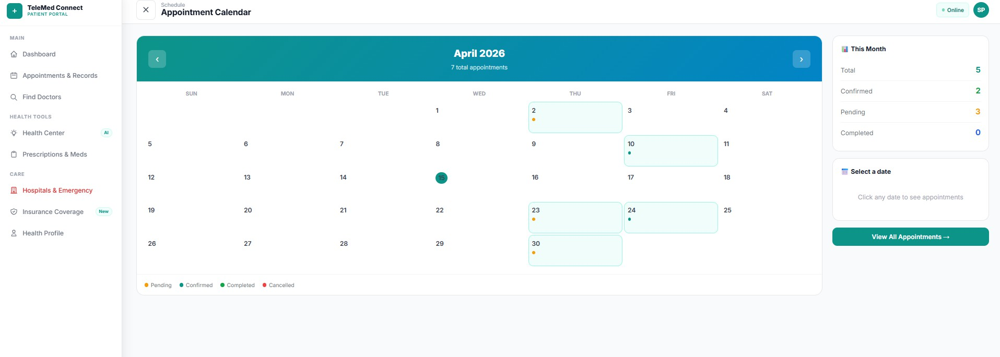 +
TeleMed Connect
PATIENT PORTAL
MAIN
Dashboard
Appointments & Records
Find Doctors
HEALTH TOOLS
Health Center AI
Prescriptions & Meds
CARE
Hospitals & Emergency
Insurance Coverage New
Health Profile
Schedule
Appointment Calendar
Online SP
‹ April 2026 ›
7 total appointments
SUN MON TUE WED THU FRI SAT
1 2 3 4
5 6 7 8 9 10 11
12 13 14 15 16 17 18
19 20 21 22 23 24 25
26 27 28 29 30
Pending Confirmed Completed Cancelled
This Month
Total 5
Confirmed 2
Pending 3
Completed 0
Select a date
Click any date to see appointments
View All Appointments →